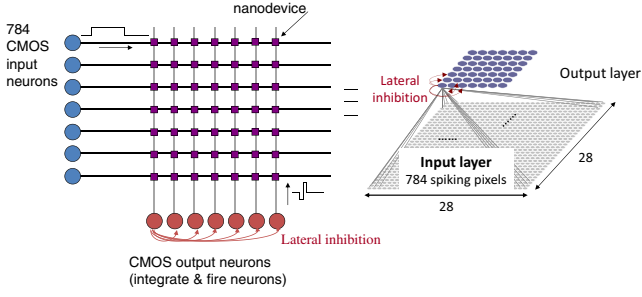 nanodevice
784
CMOS
input
neurons
Lateral inhibition
CMOS output neurons
(integrate & fire neurons)
Lateral
inhibition
Output layer
......
......
Input layer
784 spiking pixels
28
28